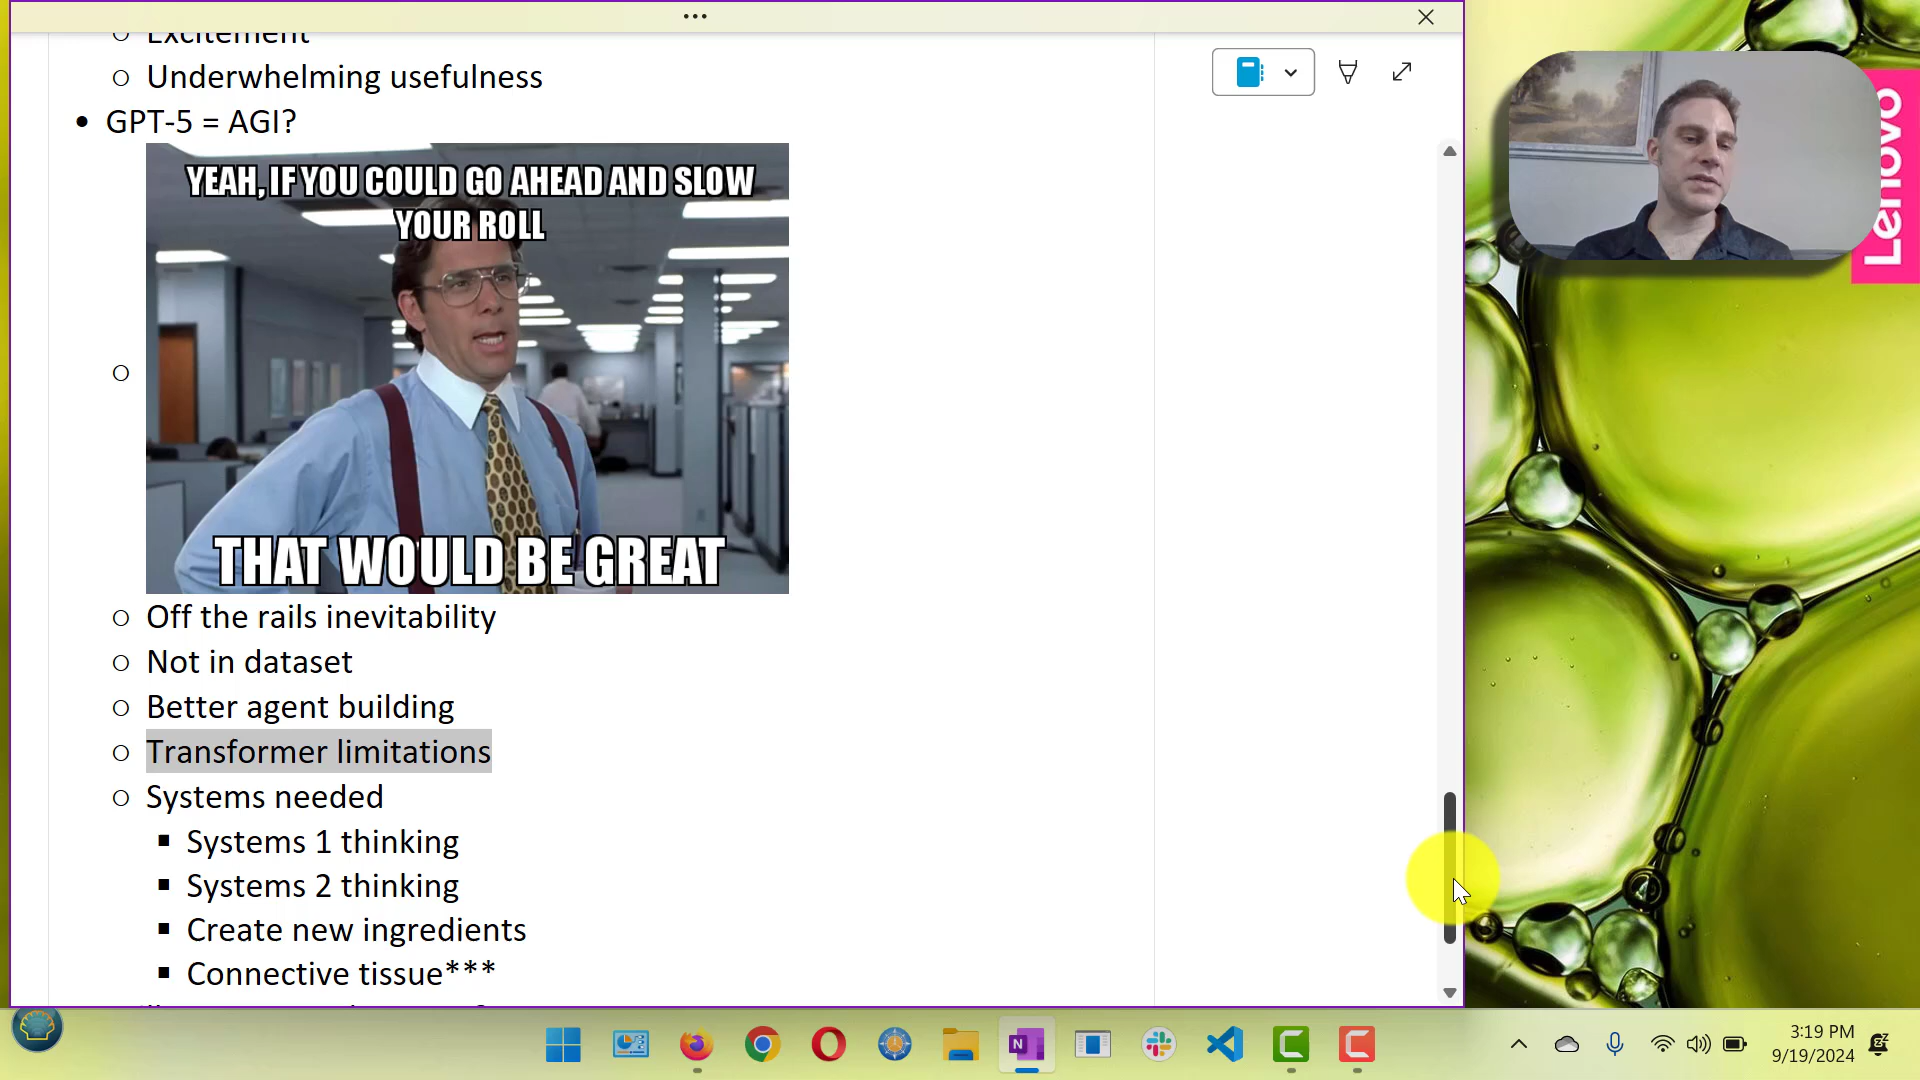 Excitement
Underwhelming usefulness
GPT-5 = AGI?
YEAH, IF YOU COULD GO AHEAD AND SLOW
YOUR ROLL
THAT WOULD BE GREAT
Off the rails inevitability
Not in dataset
Better agent building
Transformer limitations
Systems needed
Systems 1 thinking
Systems 2 thinking
Create new ingredients
Connective tissue***
Lenovo
N
3:19 PM
9/19/2024